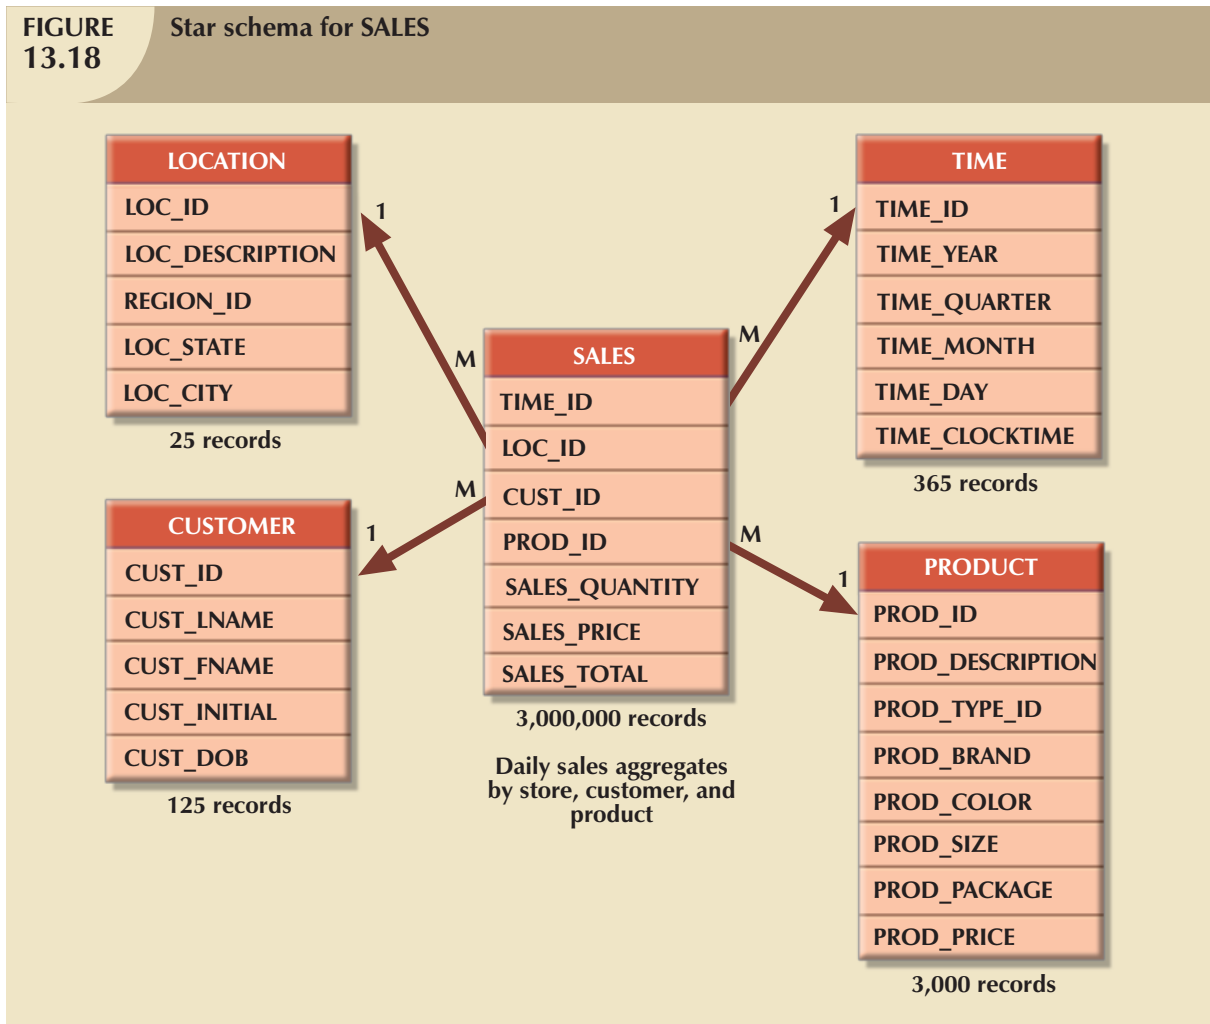 FIGURE
13.18
Star schema for SALES
LOCATION
LOC_ID
LOC_DESCRIPTION
REGION_ID
LOC_STATE
LOC_CITY
25 records
1
M
CUSTOMER
CUST_ID
CUST_LNAME
CUST_FNAME
CUST_INITIAL
CUST_DOB
125 records
1
M
SALES
TIME_ID
LOC_ID
CUST_ID
PROD_ID
SALES_QUANTITY
SALES_PRICE
SALES_TOTAL
3,000,000 records
Daily sales aggregates
by store, customer, and
product
1
M
TIME
TIME_ID
TIME_YEAR
TIME_QUARTER
TIME_MONTH
TIME_DAY
TIME_CLOCKTIME
365 records
M
1
PRODUCT
PROD_ID
PROD_DESCRIPTION
PROD_TYPE_ID
PROD_BRAND
PROD_COLOR
PROD_SIZE
PROD_PACKAGE
PROD_PRICE
3,000 records